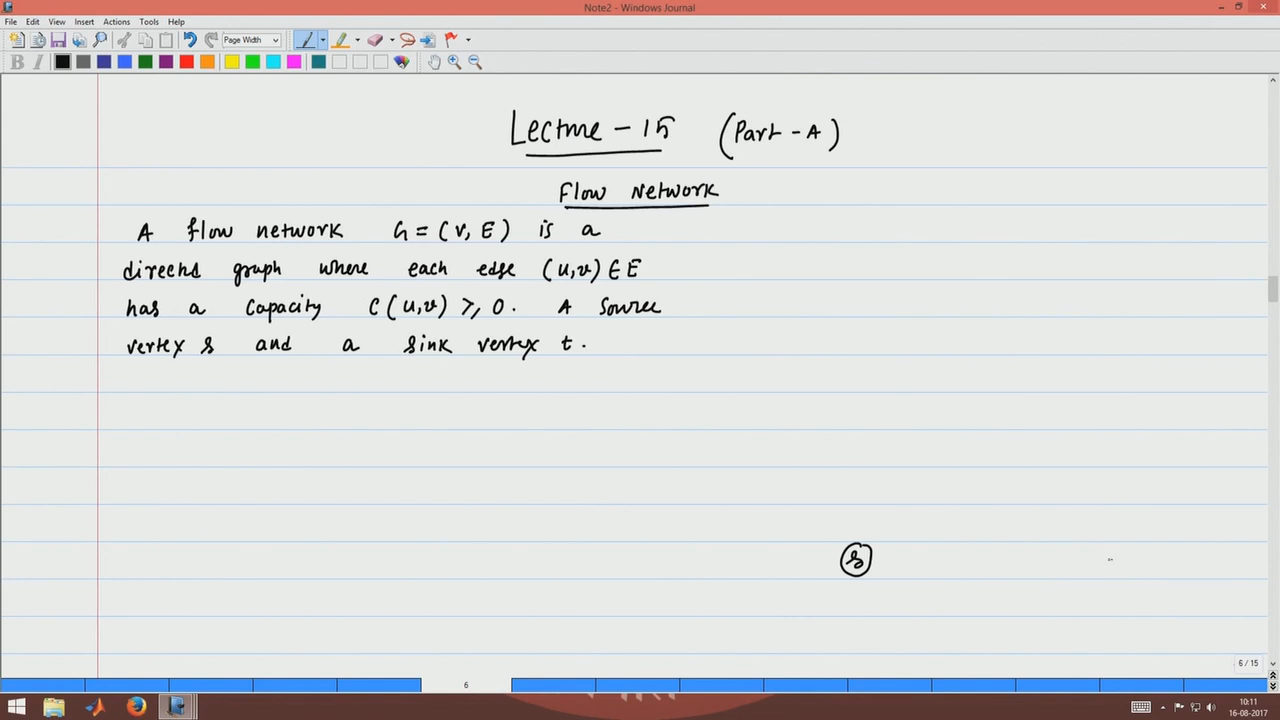 Note2 - Windows Journal
File Edit View Insert Actions Tools Help
Page Width
B I
Lecture - 15 (Part - A)
Flow Network
A flow network G = (V, E) is a
directed graph where each edge (u,v) ∈ E
has a capacity C(u,v) ≥ 0. A source
vertex s and a sink vertex t.
s
6 / 15
6
10:11
16-08-2017